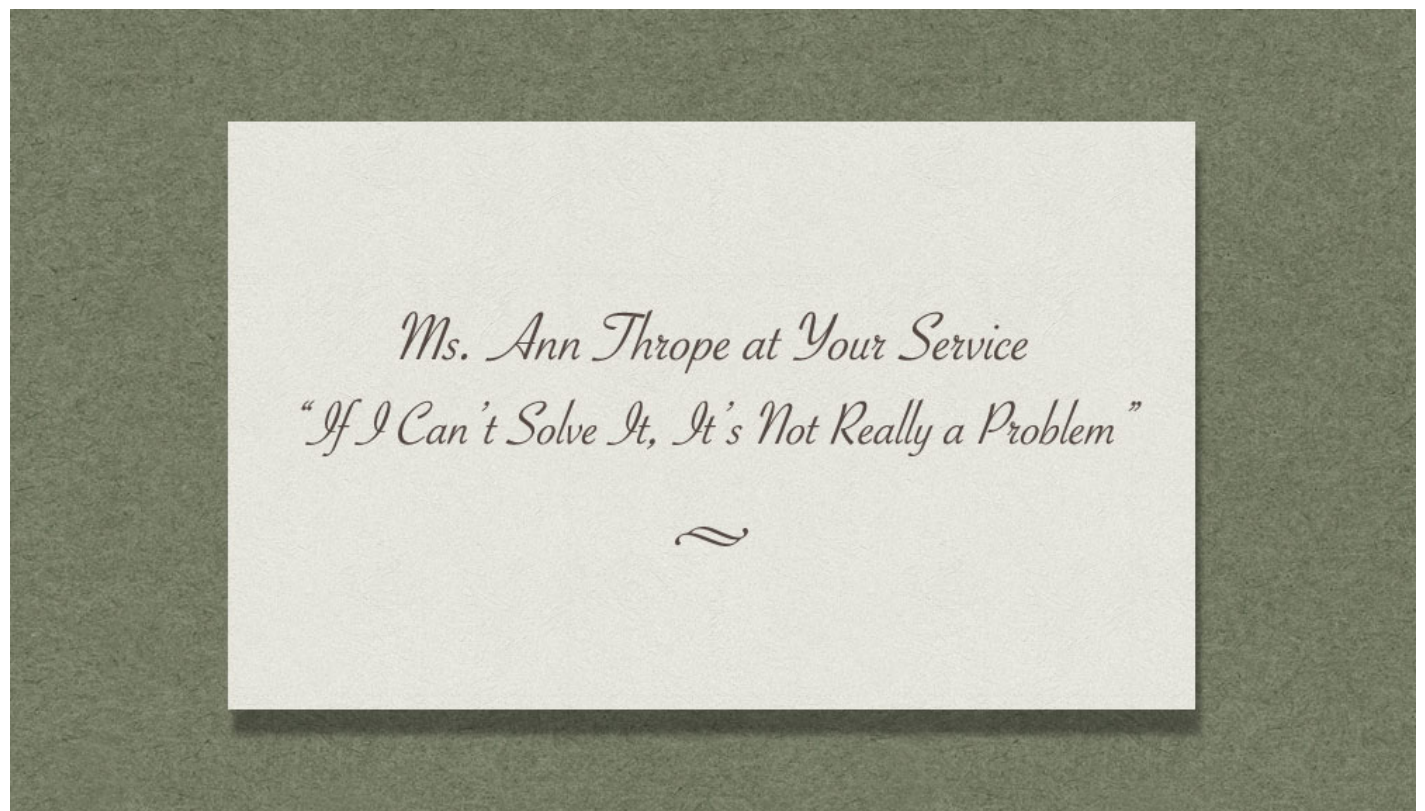 Ms. Ann Thrope at Your Service
“If I Can’t Solve It, It’s Not Really a Problem”